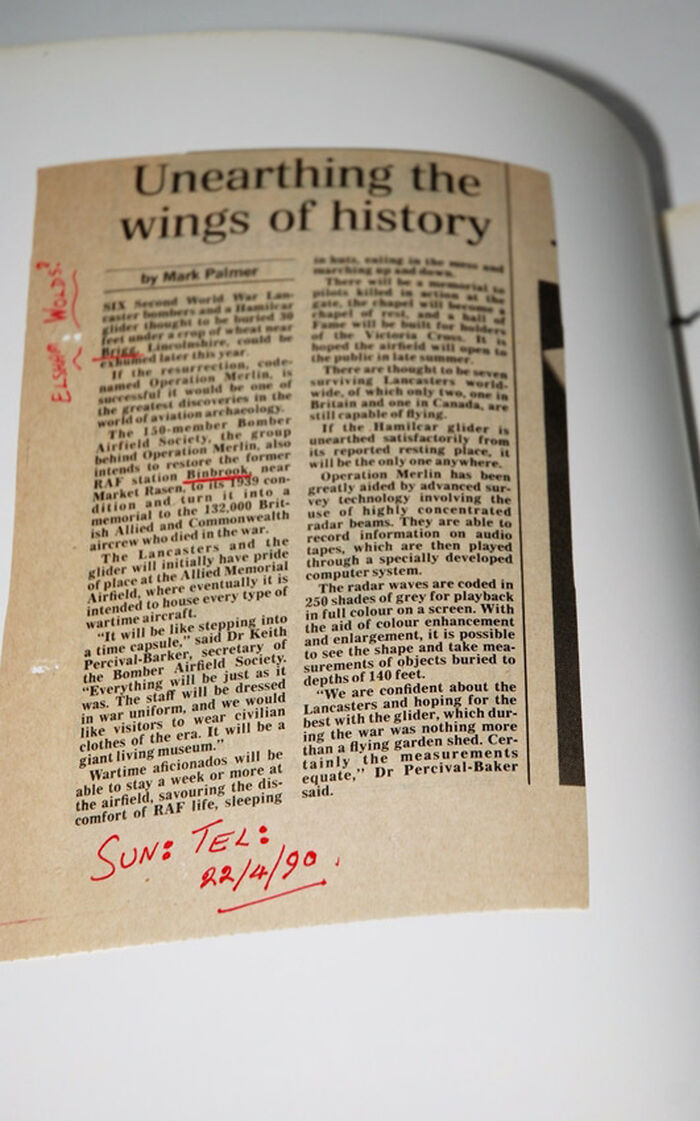 Unearthing the
wings of history
ELSHAM WOLDS?
by Mark Palmer
SIX Second World War Lan-
caster bombers and a Hamilcar
glider thought to be buried 30
feet under a crop of wheat near
Brigg, Lincolnshire, could be
exhumed later this year.
If the resurrection, code-
named Operation Merlin, is
successful it would be one of
the greatest discoveries in the
world of aviation archaeology.
The 150-member Bomber
Airfield Society, the group
behind Operation Merlin, also
intends to restore the former
RAF station Binbrook, near
Market Rasen, to its 1939 con-
dition and turn it into a
memorial to the 132,000 Brit-
ish Allied and Commonwealth
aircrew who died in the war.
The Lancasters and the
glider will initially have pride
of place at the Allied Memorial
Airfield, where eventually it is
intended to house every type of
wartime aircraft.
"It will be like stepping into
a time capsule," said Dr Keith
Percival-Barker, secretary of
the Bomber Airfield Society.
"Everything will be just as it
was. The staff will be dressed
in war uniform, and we would
like visitors to wear civilian
clothes of the era. It will be a
giant living museum."
Wartime aficionados will be
able to stay a week or more at
the airfield, savouring the dis-
comfort of RAF life, sleeping
in huts, eating in the mess and
marching up and down.
There will be a memorial to
pilots killed in action at the
gate, the chapel will become a
chapel of rest, and a hall of
Fame will be built for holders
of the Victoria Cross. It is
hoped the airfield will open to
the public in late summer.
There are thought to be seven
surviving Lancasters world-
wide, of which only two, one in
Britain and one in Canada, are
still capable of flying.
If the Hamilcar glider is
unearthed satisfactorily from
its reported resting place, it
will be the only one anywhere.
Operation Merlin has been
greatly aided by advanced sur-
vey technology involving the
use of highly concentrated
radar beams. They are able to
record information on audio
tapes, which are then played
through a specially developed
computer system.
The radar waves are coded in
250 shades of grey for playback
in full colour on a screen. With
the aid of colour enhancement
and enlargement, it is possible
to see the shape and take mea-
surements of objects buried to
depths of 140 feet.
"We are confident about the
Lancasters and hoping for the
best with the glider, which dur-
ing the war was nothing more
than a flying garden shed. Cer-
tainly the measurements
equate," Dr Percival-Baker
said.
SUN: TEL:
22/4/90.